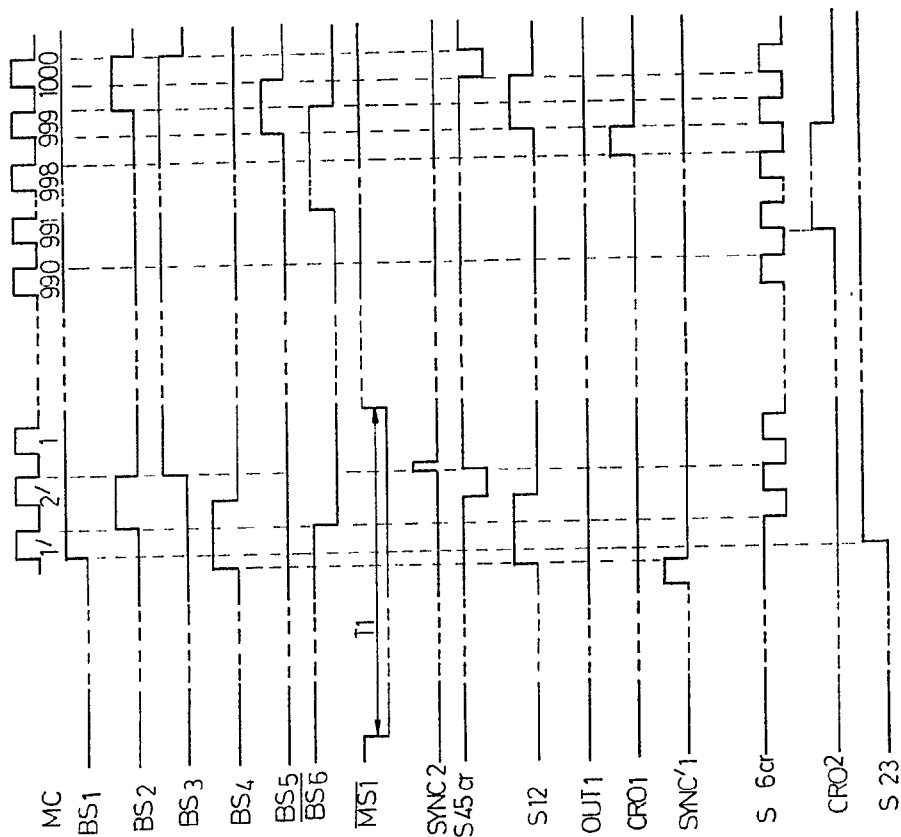 MC
1/ 2/ 1 990 991 998 999 1000
BS1
BS2
BS3
BS4
BS5
BS6
MS1
T1
SYNC2
S45cr
S12
OUT1
CRO1
SYNC'1
S 6cr
CRO2
S 23